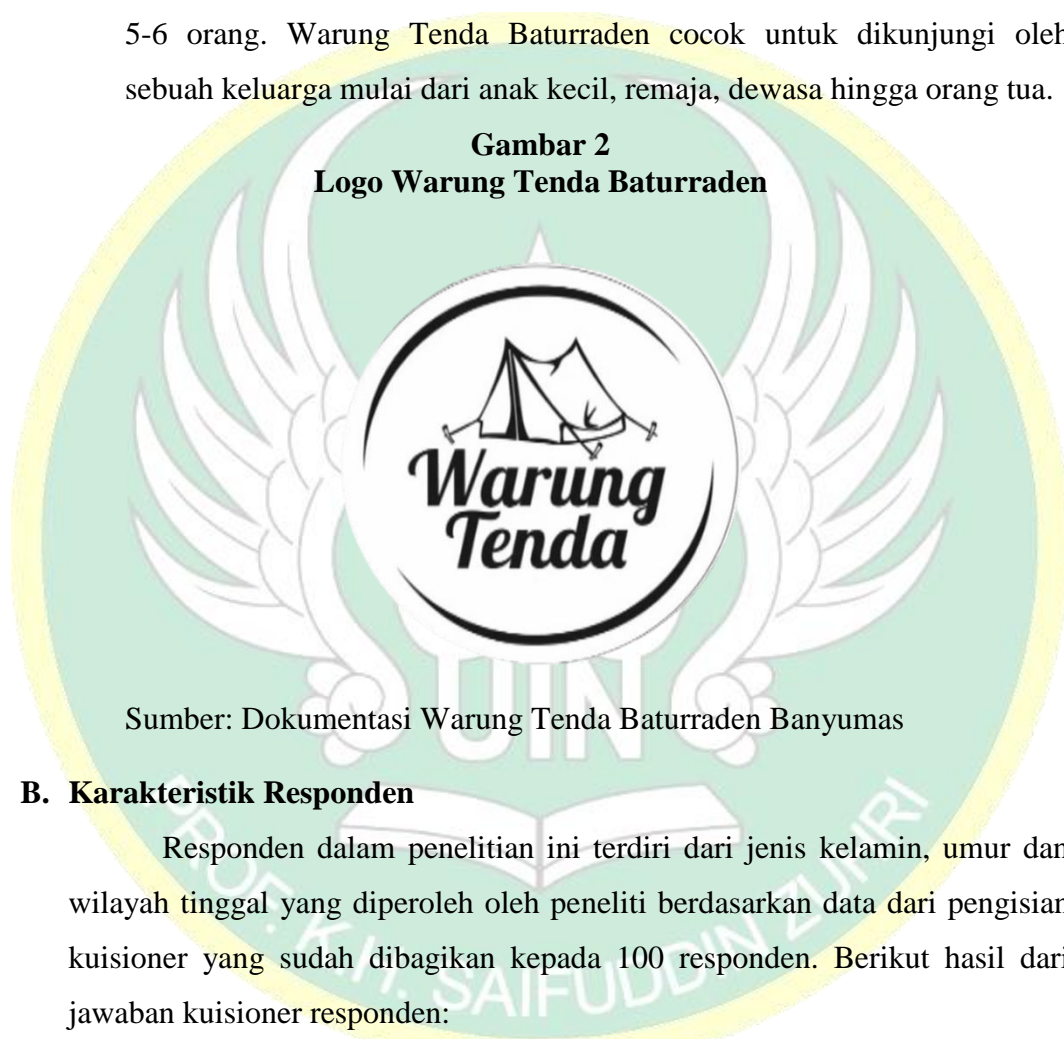 5-6 orang. Warung Tenda Baturraden cocok untuk dikunjungi oleh
sebuah keluarga mulai dari anak kecil, remaja, dewasa hingga orang tua.
Gambar 2
Logo Warung Tenda Baturraden
Warung
Tenda
UIN
Sumber: Dokumentasi Warung Tenda Baturraden Banyumas
B. Karakteristik Responden
Responden dalam penelitian ini terdiri dari jenis kelamin, umur dan
wilayah tinggal yang diperoleh oleh peneliti berdasarkan data dari pengisian
kuisioner yang sudah dibagikan kepada 100 responden. Berikut hasil dari
jawaban kuisioner responden:
PROF. K.H. SAIFUDDIN ZUHRI